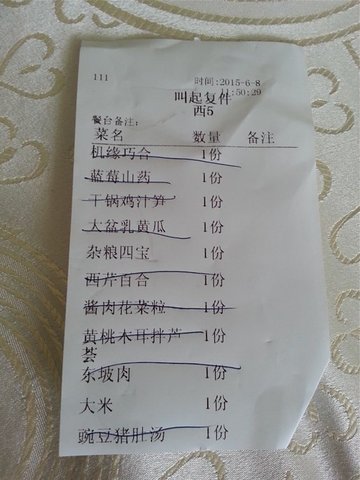 111 时间:2015-6-8
11:50:29
叫起复件
西5
餐台备注:
菜名 数量 备注
机缘巧合 1份
蓝莓山药 1份
干锅鸡汁笋 1份
大盆乳黄瓜 1份
杂粮四宝 1份
西芹百合 1份
酱肉花菜粒 1份
黄桃木耳拌芦 1份
荟
东坡肉 1份
大米 1份
豌豆猪肚汤 1份